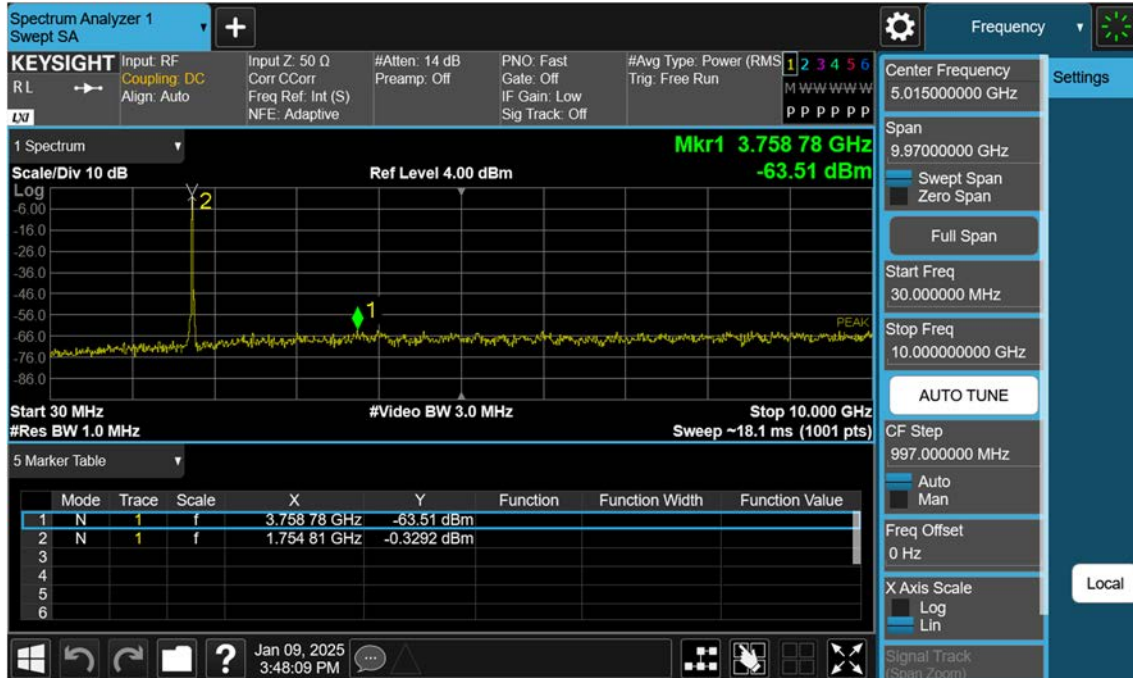 Spectrum Analyzer 1
Swept SA
+
Frequency
KEYSIGHT
R L
LXI
Input: RF
Coupling: DC
Align: Auto
Input Z: 50 Ω
Corr CCorr
Freq Ref: Int (S)
NFE: Adaptive
#Atten: 14 dB
Preamp: Off
PNO: Fast
Gate: Off
IF Gain: Low
Sig Track: Off
#Avg Type: Power (RMS
Trig: Free Run
1 2 3 4 5 6
M W W W W W
P P P P P P
1 Spectrum
Scale/Div 10 dB
Ref Level 4.00 dBm
Mkr1 3.758 78 GHz
-63.51 dBm
Log
-6.00
-16.0
-26.0
-36.0
-46.0
-56.0
-66.0
-76.0
-86.0
2
1
PEAK
Start 30 MHz
#Video BW 3.0 MHz
Stop 10.000 GHz
#Res BW 1.0 MHz
Sweep ~18.1 ms (1001 pts)
5 Marker Table
Mode Trace Scale X Y Function Function Width Function Value
1 N 1 f 3.758 78 GHz -63.51 dBm
2 N 1 f 1.754 81 GHz -0.3292 dBm
3
4
5
6
?
Jan 09, 2025
3:48:09 PM
Center Frequency
5.015000000 GHz
Span
9.97000000 GHz
Swept Span
Zero Span
Full Span
Start Freq
30.000000 MHz
Stop Freq
10.000000000 GHz
AUTO TUNE
CF Step
997.000000 MHz
Auto
Man
Freq Offset
0 Hz
X Axis Scale
Log
Lin
Signal Track
(Span Zoom)
Settings
Local